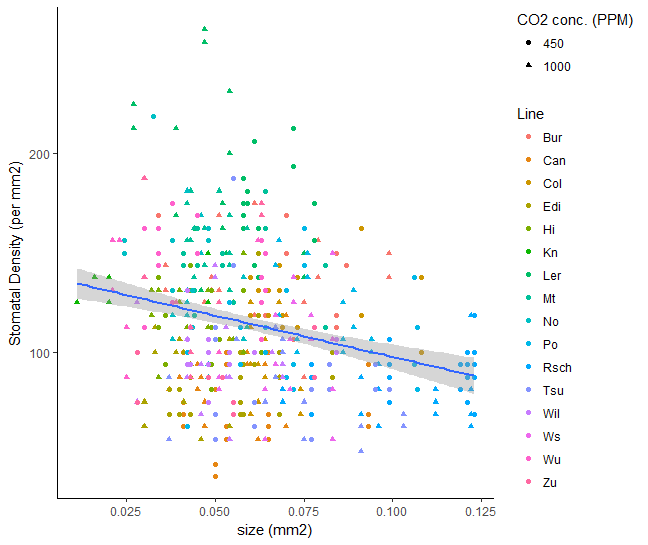 CO2 conc. (PPM)
450
1000
Line
Bur
Can
Col
Edi
Hi
Kn
Ler
Mt
No
Po
Rsch
Tsu
Wil
Ws
Wu
Zu
Stomatal Density (per mm2)
200
100
0.025
0.050
0.075
0.100
0.125
size (mm2)